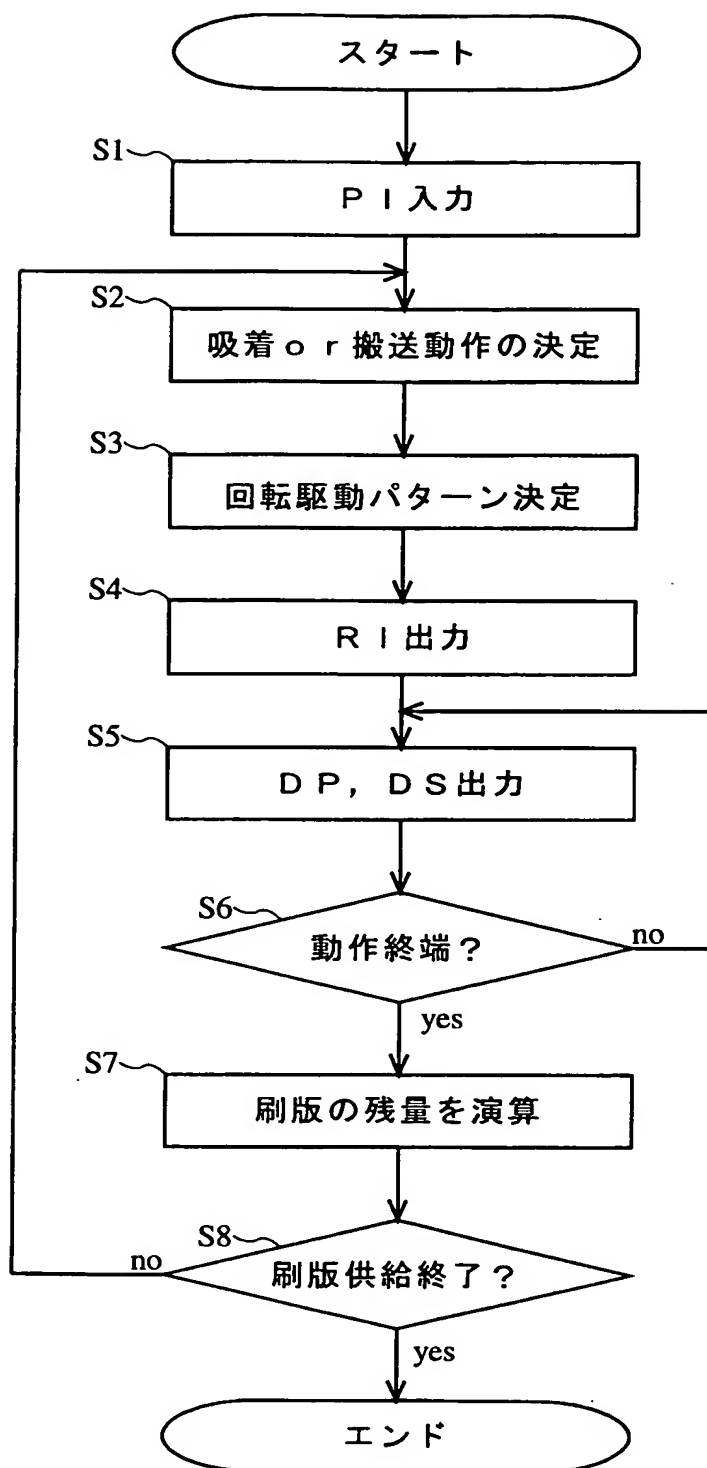 スタート
S1
ＰＩ入力
S2
吸着ｏｒ搬送動作の決定
S3
回転駆動パターン決定
S4
ＲＩ出力
S5
ＤＰ，ＤＳ出力
S6
動作終端？
no
yes
S7
刷版の残量を演算
S8
no
刷版供給終了？
yes
エンド